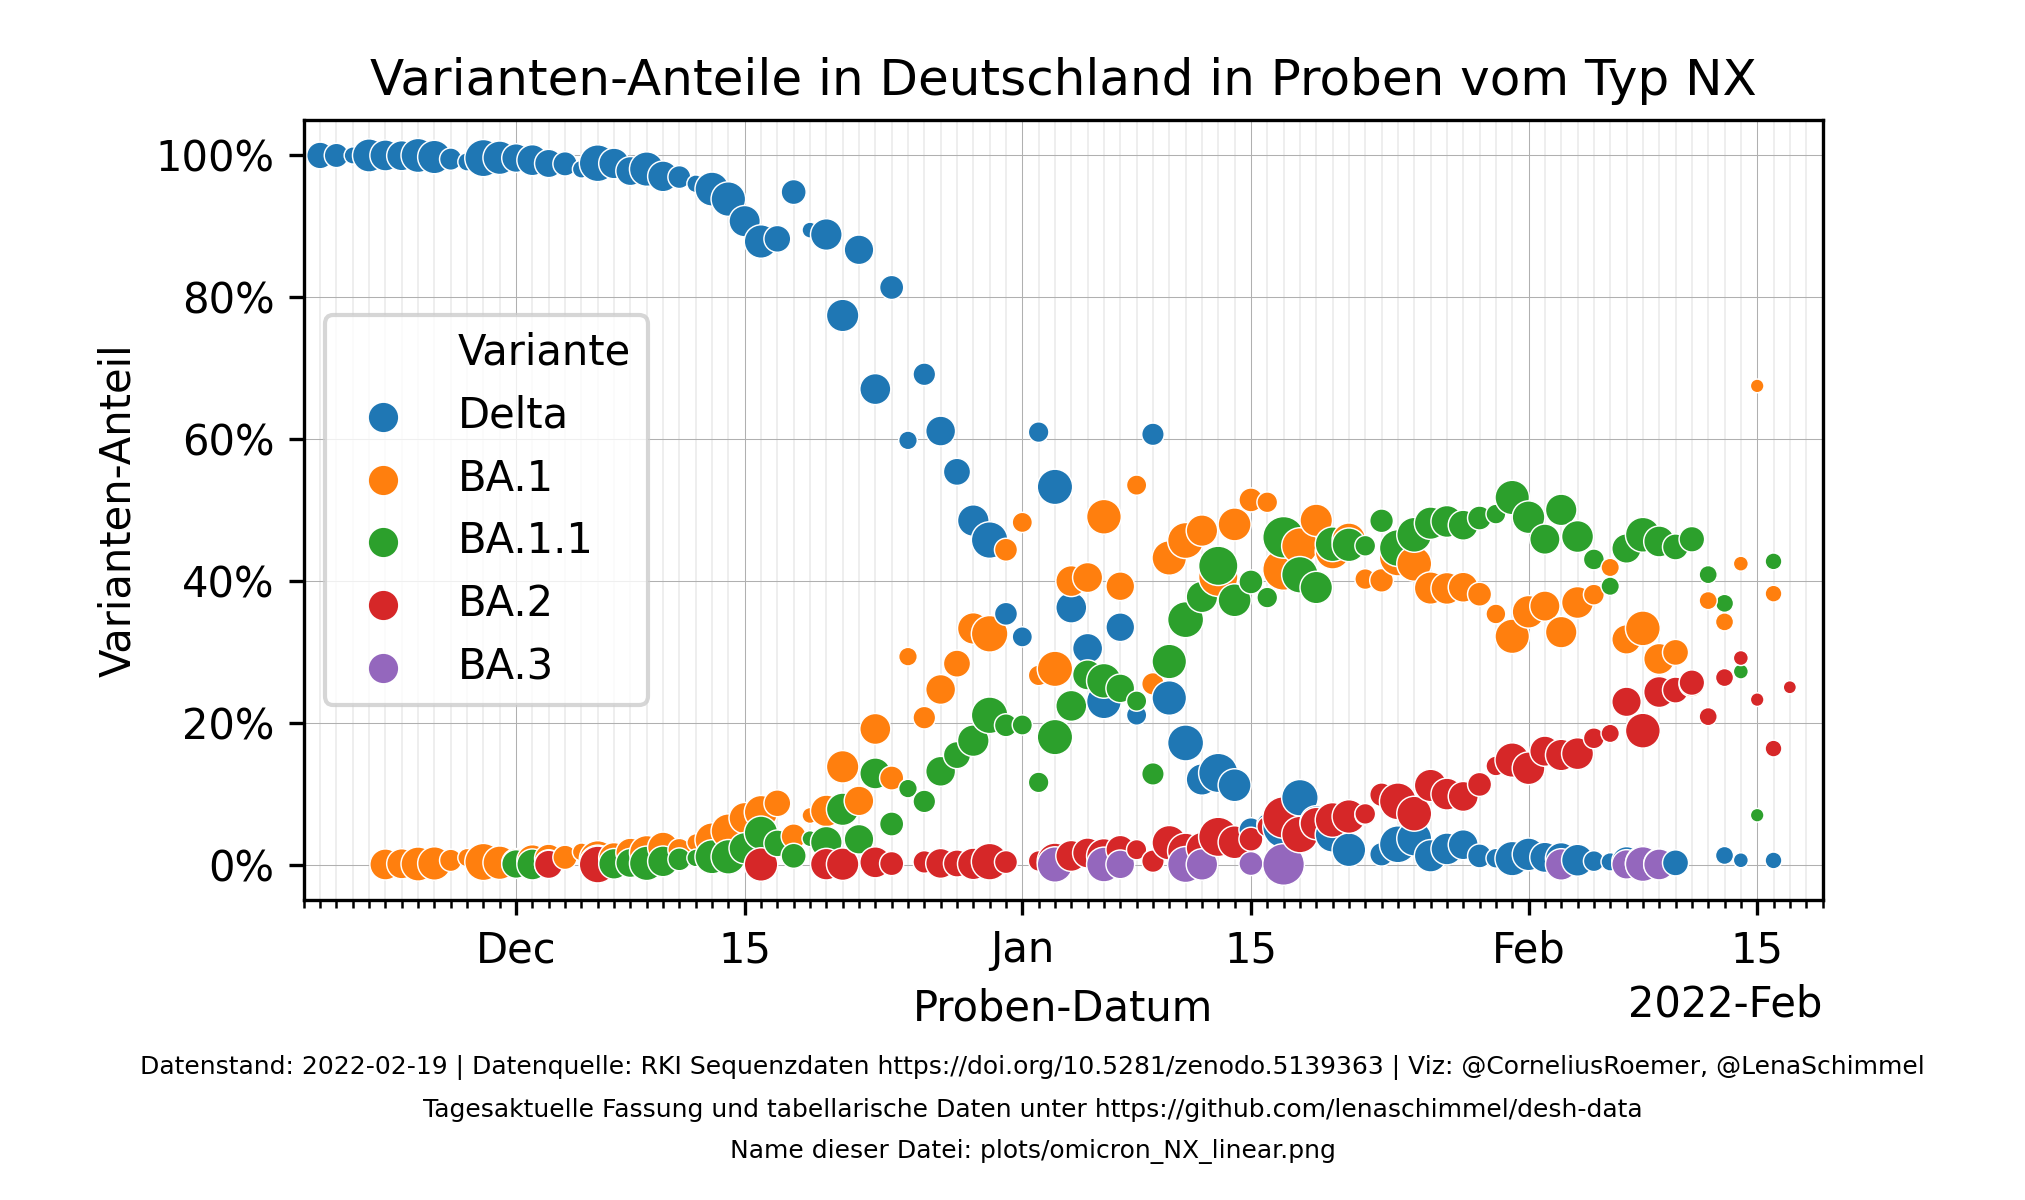 Varianten-Anteile in Deutschland in Proben vom Typ NX
Varianten-Anteil
100%
80%
60%
40%
20%
0%
Variante
Delta
BA.1
BA.1.1
BA.2
BA.3
Dec
15
Jan
15
Feb
15
Proben-Datum
2022-Feb
Datenstand: 2022-02-19 | Datenquelle: RKI Sequenzdaten https://doi.org/10.5281/zenodo.5139363 | Viz: @CorneliusRoemer, @LenaSchimmel
Tagesaktuelle Fassung und tabellarische Daten unter https://github.com/lenaschimmel/desh-data
Name dieser Datei: plots/omicron_NX_linear.png